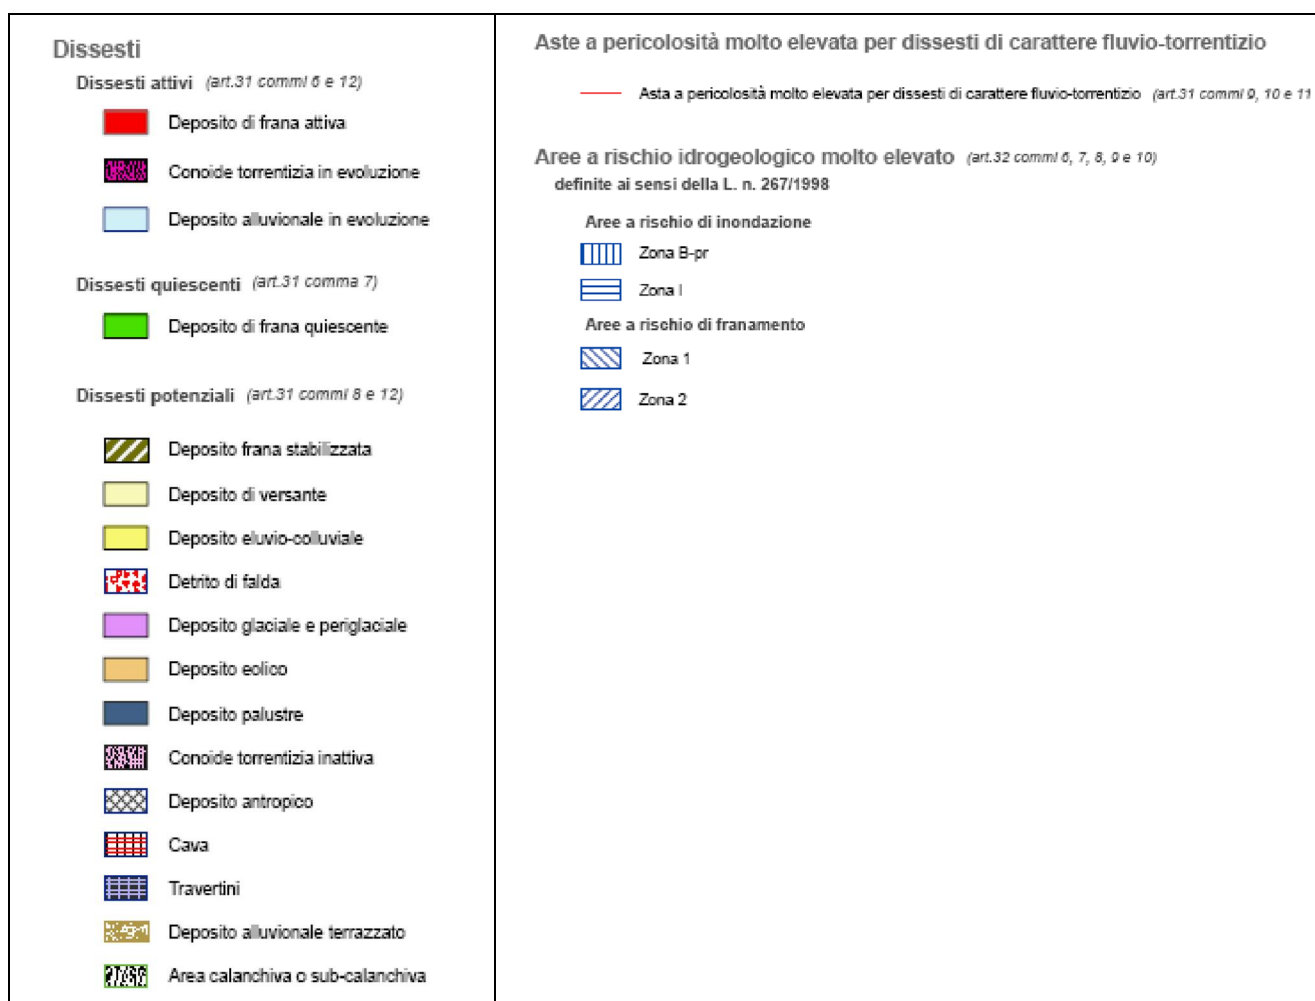 Dissesti
Dissesti attivi (art.31 commi 6 e 12)
Deposito di frana attiva
Conoide torrentizia in evoluzione
Deposito alluvionale in evoluzione
Dissesti quiescenti (art.31 comma 7)
Deposito di frana quiescente
Dissesti potenziali (art.31 commi 8 e 12)
Deposito frana stabilizzata
Deposito di versante
Deposito eluvio-colluviale
Detrito di falda
Deposito glaciale e periglaciale
Deposito eolico
Deposito palustre
Conoide torrentizia inattiva
Deposito antropico
Cava
Travertini
Deposito alluvionale terrazzato
Area calanchiva o sub-calanchiva
Aste a pericolosità molto elevata per dissesti di carattere fluvio-torrentizio
Asta a pericolosità molto elevata per dissesti di carattere fluvio-torrentizio (art.31 commi 9, 10 e 11
Aree a rischio idrogeologico molto elevato (art.32 commi 6, 7, 8, 9 e 10)
definite ai sensi della L. n. 267/1998
Aree a rischio di inondazione
Zona B-pr
Zona I
Aree a rischio di franamento
Zona 1
Zona 2